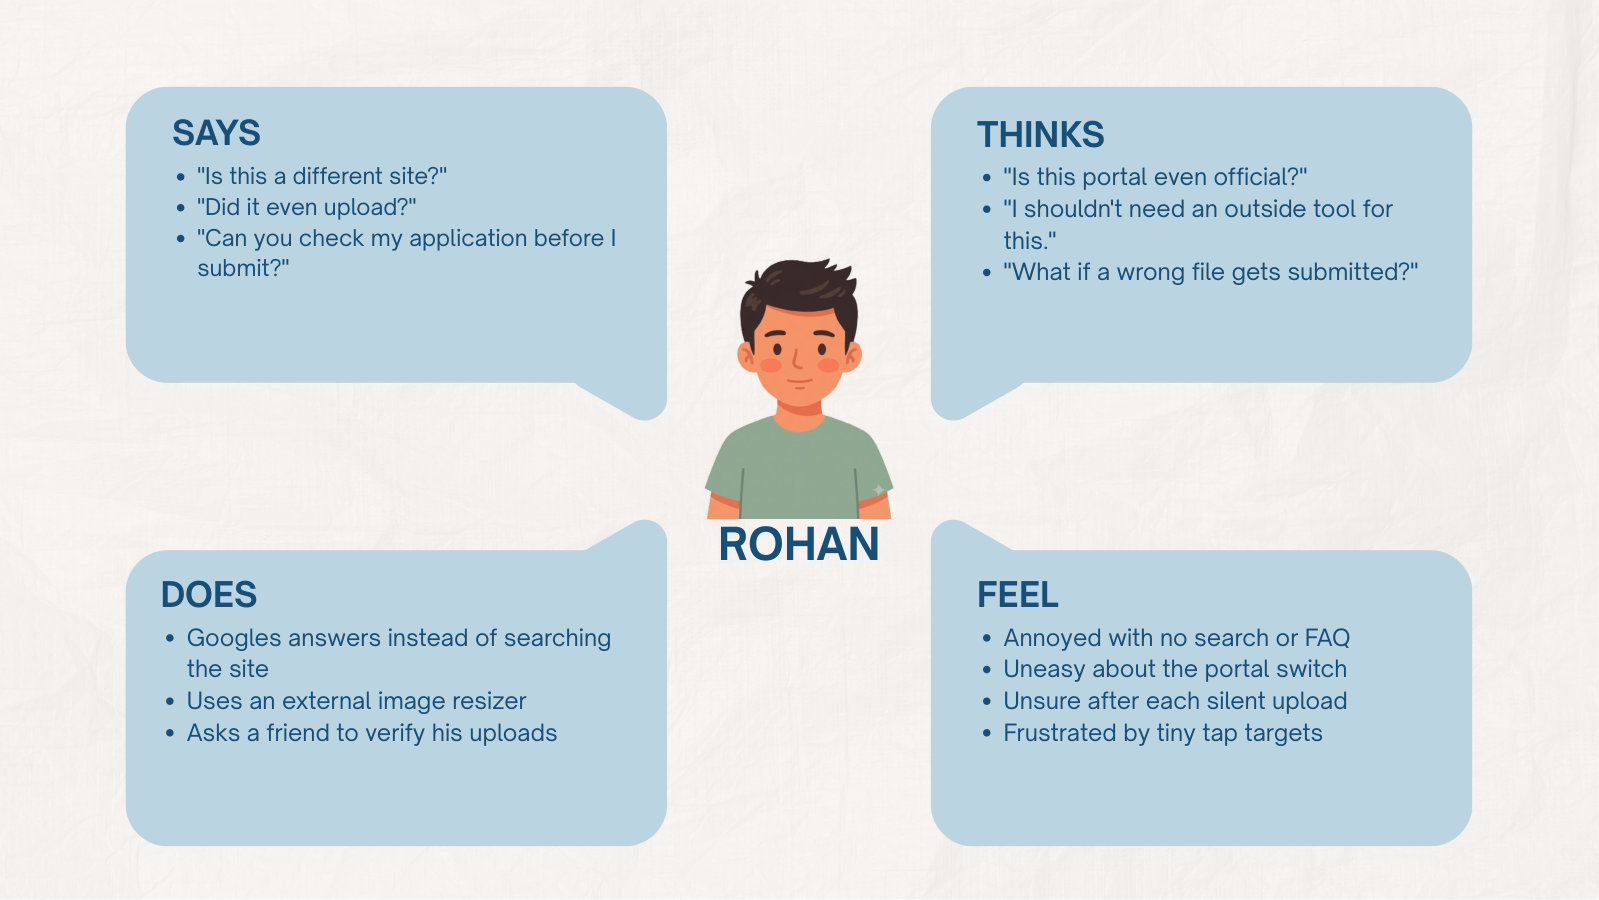 SAYS
• "Is this a different site?"
• "Did it even upload?"
• "Can you check my application before I
submit?"
THINKS
• "Is this portal even official?"
• "I shouldn't need an outside tool for
this."
• "What if a wrong file gets submitted?"
ROHAN
DOES
• Googles answers instead of searching
the site
• Uses an external image resizer
• Asks a friend to verify his uploads
FEEL
• Annoyed with no search or FAQ
• Uneasy about the portal switch
• Unsure after each silent upload
• Frustrated by tiny tap targets